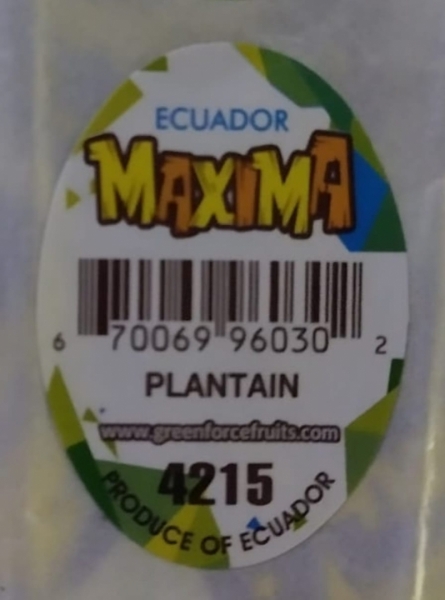 ECUADOR
MAXIMA
6 70069 96030 2
PLANTAIN
www.greenforcefruits.com
4215
PRODUCE OF ECUADOR